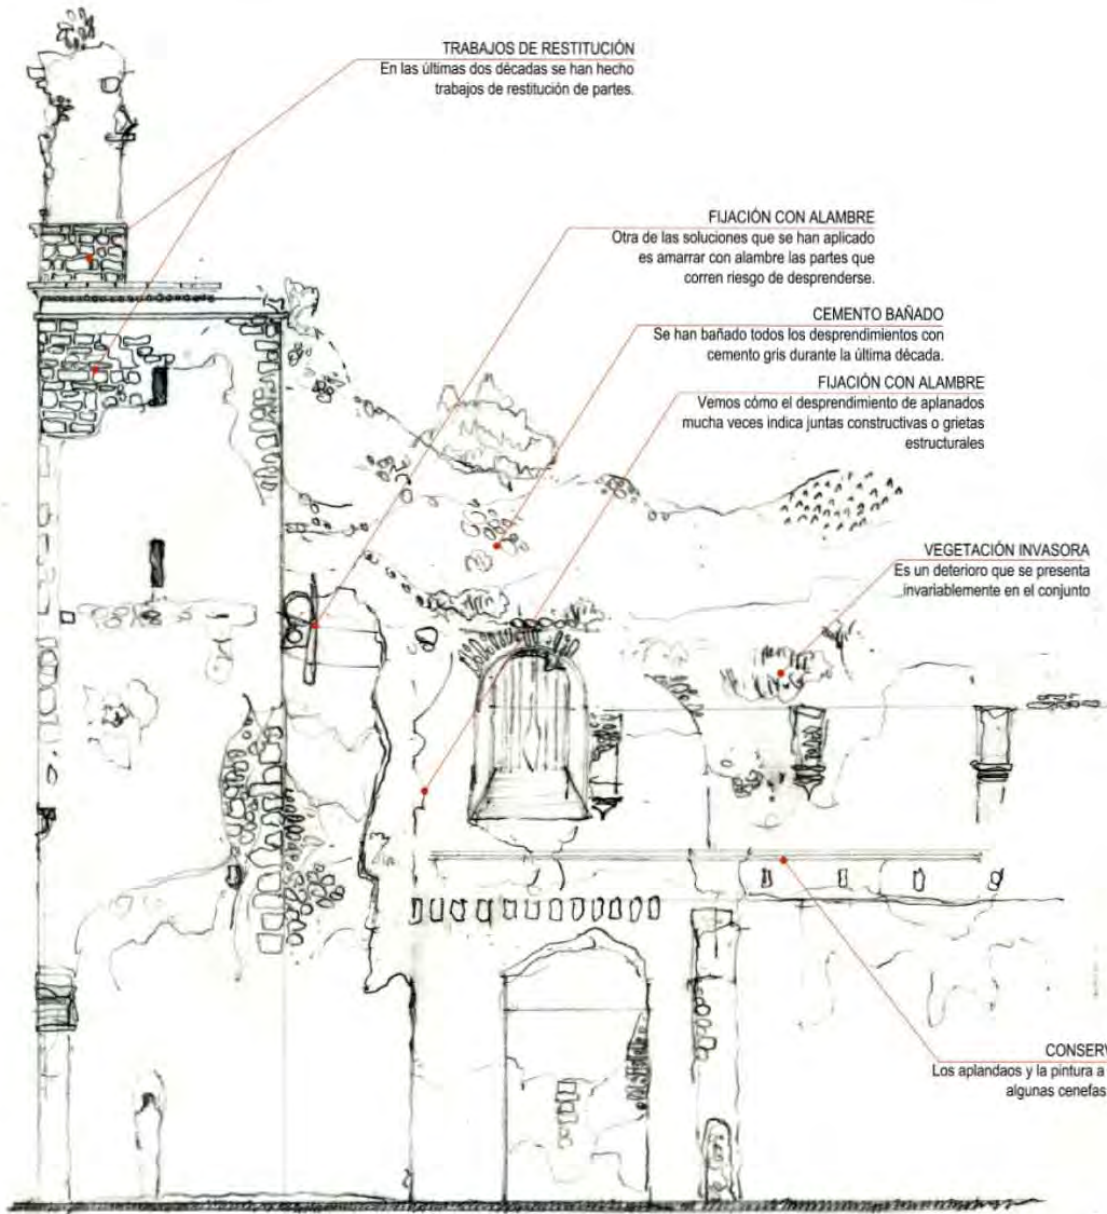 TRABAJOS DE RESTITUCIÓN
En las últimas dos décadas se han hecho
trabajos de restitución de partes.
FIJACIÓN CON ALAMBRE
Otra de las soluciones que se han aplicado
es amarrar con alambre las partes que
corren riesgo de desprenderse.
CEMENTO BAÑADO
Se han bañado todos los desprendimientos con
cemento gris durante la última década.
FIJACIÓN CON ALAMBRE
Vemos cómo el desprendimiento de aplanados
mucha veces indica juntas constructivas o grietas
estructurales
VEGETACIÓN INVASORA
Es un deterioro que se presenta
invariablemente en el conjunto
CONSERV
Los aplandaos y la pintura a
algunas cenefas